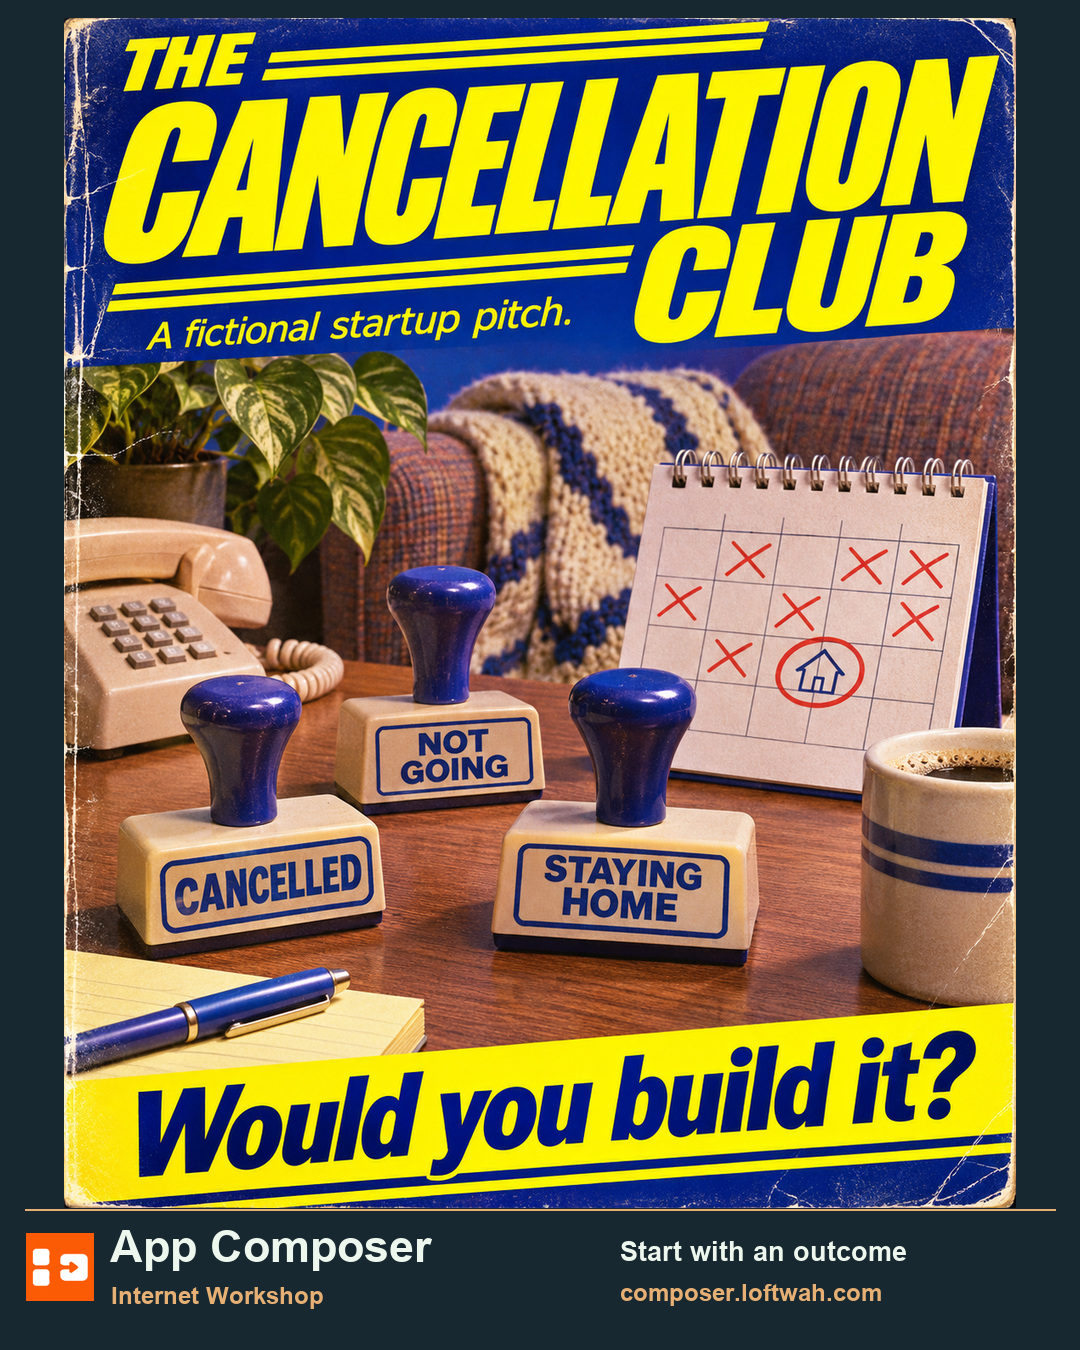 THE
CANCELLATION
CLUB
A fictional startup pitch.
NOT
GOING
CANCELLED
STAYING
HOME
Would you build it?
App Composer
Internet Workshop
Start with an outcome
composer.loftwah.com